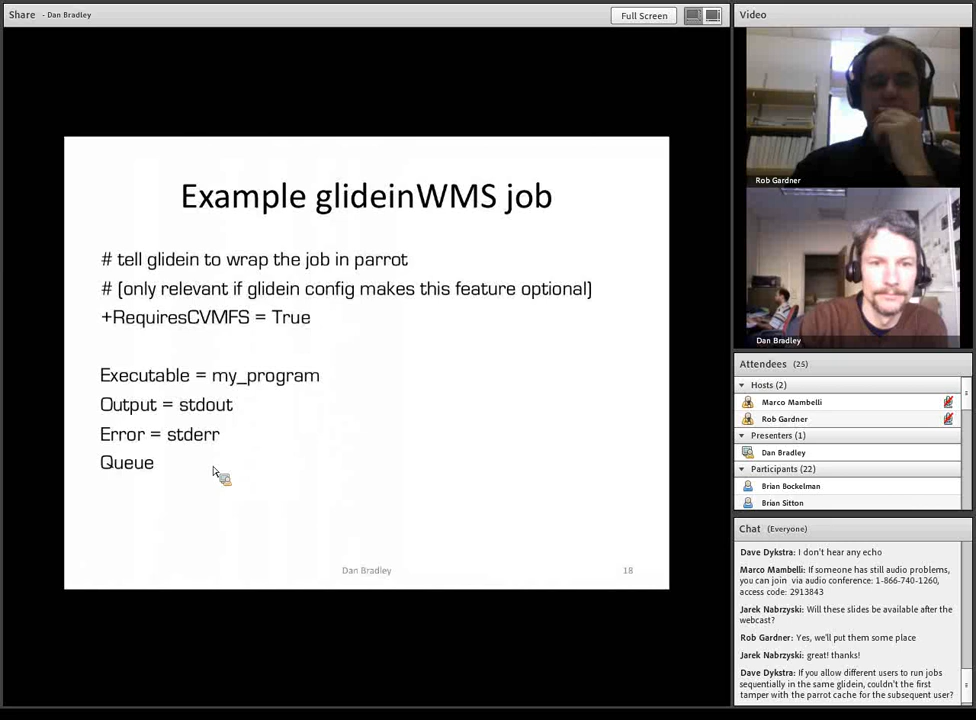 Share - Dan Bradley
Full Screen
Example glideinWMS job
# tell glidein to wrap the job in parrot
# (only relevant if glidein config makes this feature optional)
+RequiresCVMFS = True
Executable = my_program
Output = stdout
Error = stderr
Queue
Dan Bradley
18
Video
Rob Gardner
Dan Bradley
Attendees (25)
Hosts (2)
Marco Mambelli
Rob Gardner
Presenters (1)
Dan Bradley
Participants (22)
Brian Bockelman
Brian Sitton
Chat (Everyone)
Dave Dykstra: I don't hear any echo
Marco Mambelli: If someone has still audio problems,
you can join via audio conference: 1-866-740-1260,
access code: 2913843
Jarek Nabrzyski: Will these slides be available after the
webcast?
Rob Gardner: Yes, we'll put them some place
Jarek Nabrzyski: great! thanks!
Dave Dykstra: If you allow different users to run jobs
sequentially in the same glidein, couldn't the first
tamper with the parrot cache for the subsequent user?